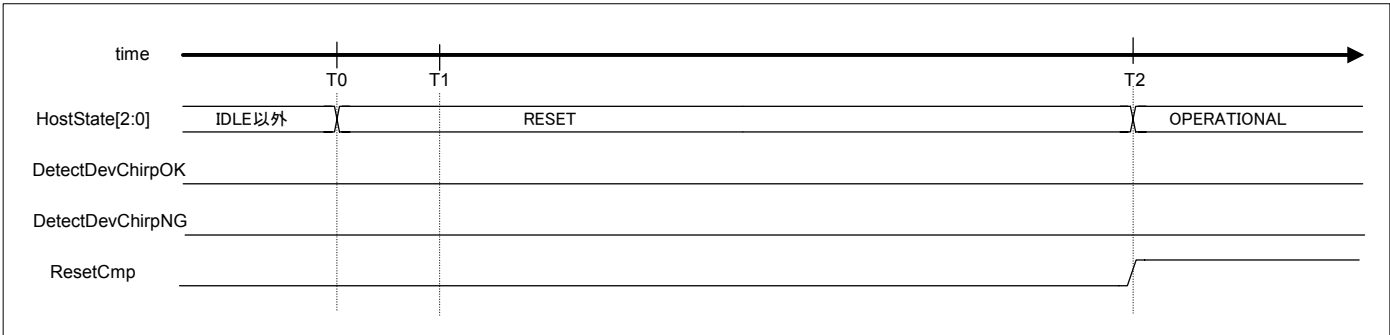 time
T0 T1 T2
HostState[2:0] IDLE以外 RESET OPERATIONAL
DetectDevChirpOK
DetectDevChirpNG
ResetCmp